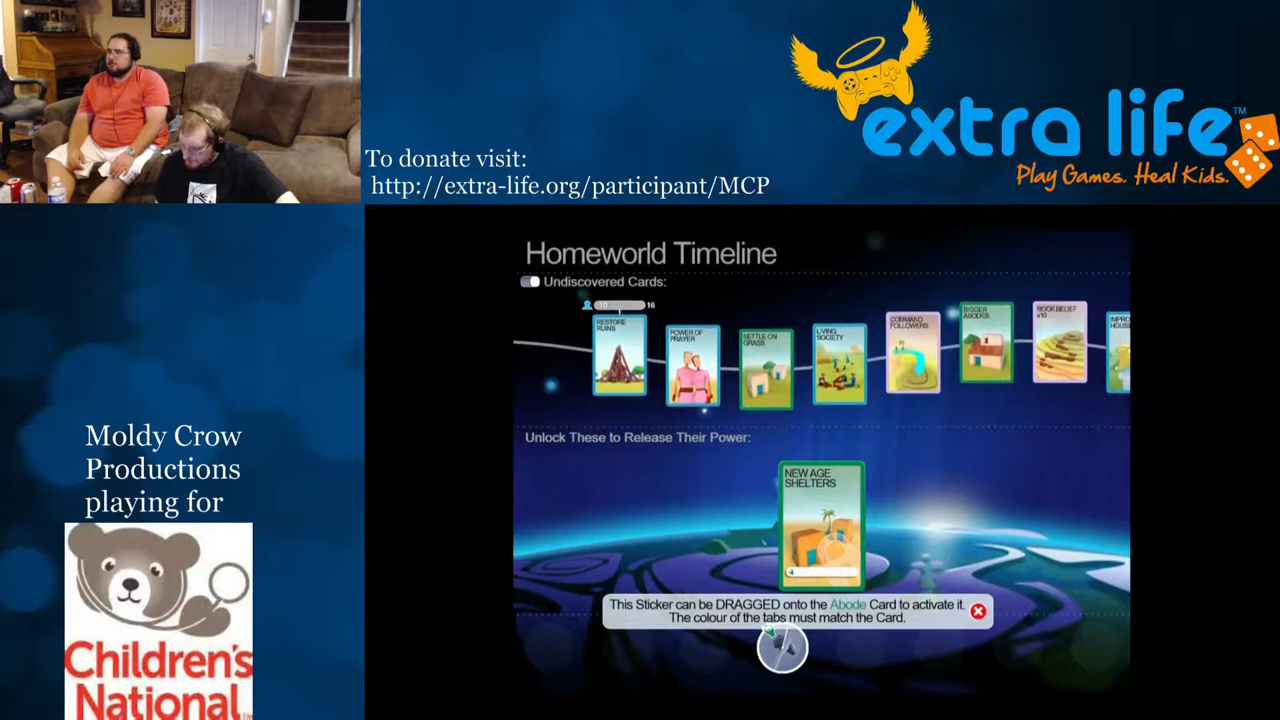 To donate visit:
http://extra-life.org/participant/MCP
extra life™
Play Games. Heal Kids.
Homeworld Timeline
Undiscovered Cards:
16
RESTORE
RUINS
POWER OF
PRAYER
SETTLE ON
GRASS
LIVING
SOCIETY
COMMAND
FOLLOWERS
BIGGER
ABODES
ROCK BELIEF
x10
Unlock These to Release Their Power:
NEW AGE
SHELTERS
This Sticker can be DRAGGED onto the Abode Card to activate it.
The colour of the tabs must match the Card.
Moldy Crow
Productions
playing for
Children's
National